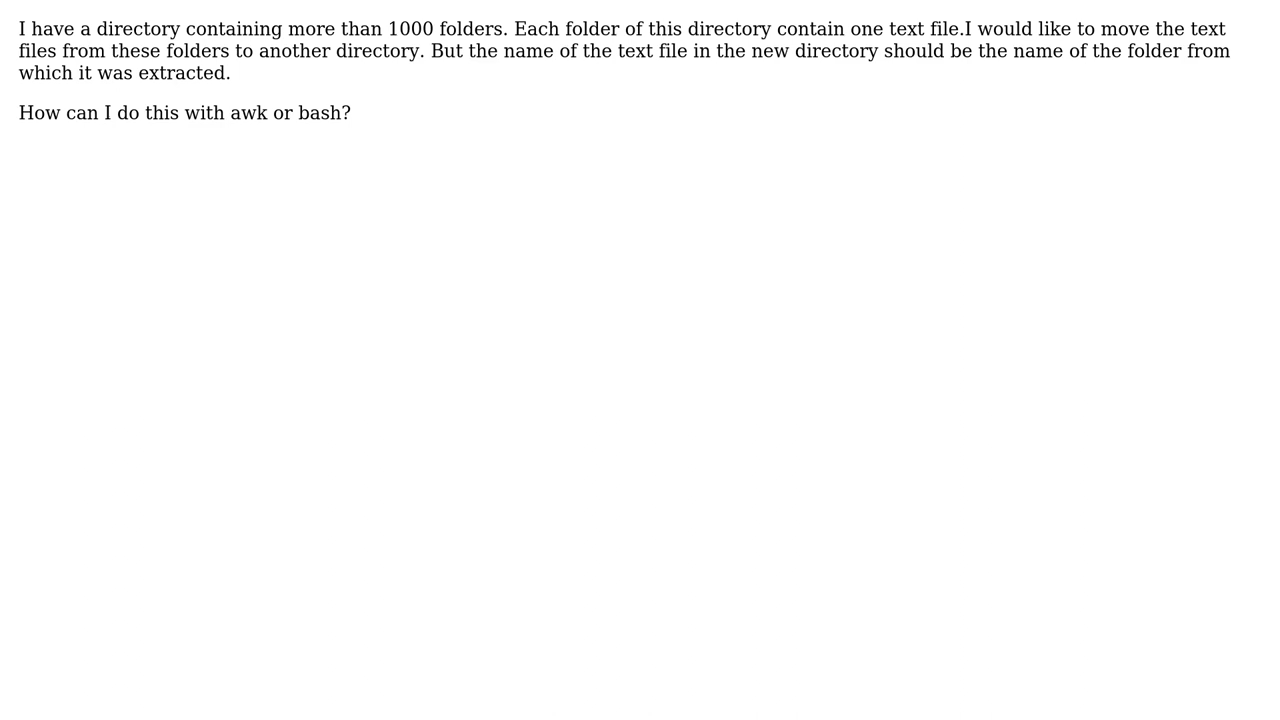 I have a directory containing more than 1000 folders. Each folder of this directory contain one text file.I would like to move the text
files from these folders to another directory. But the name of the text file in the new directory should be the name of the folder from
which it was extracted.
How can I do this with awk or bash?